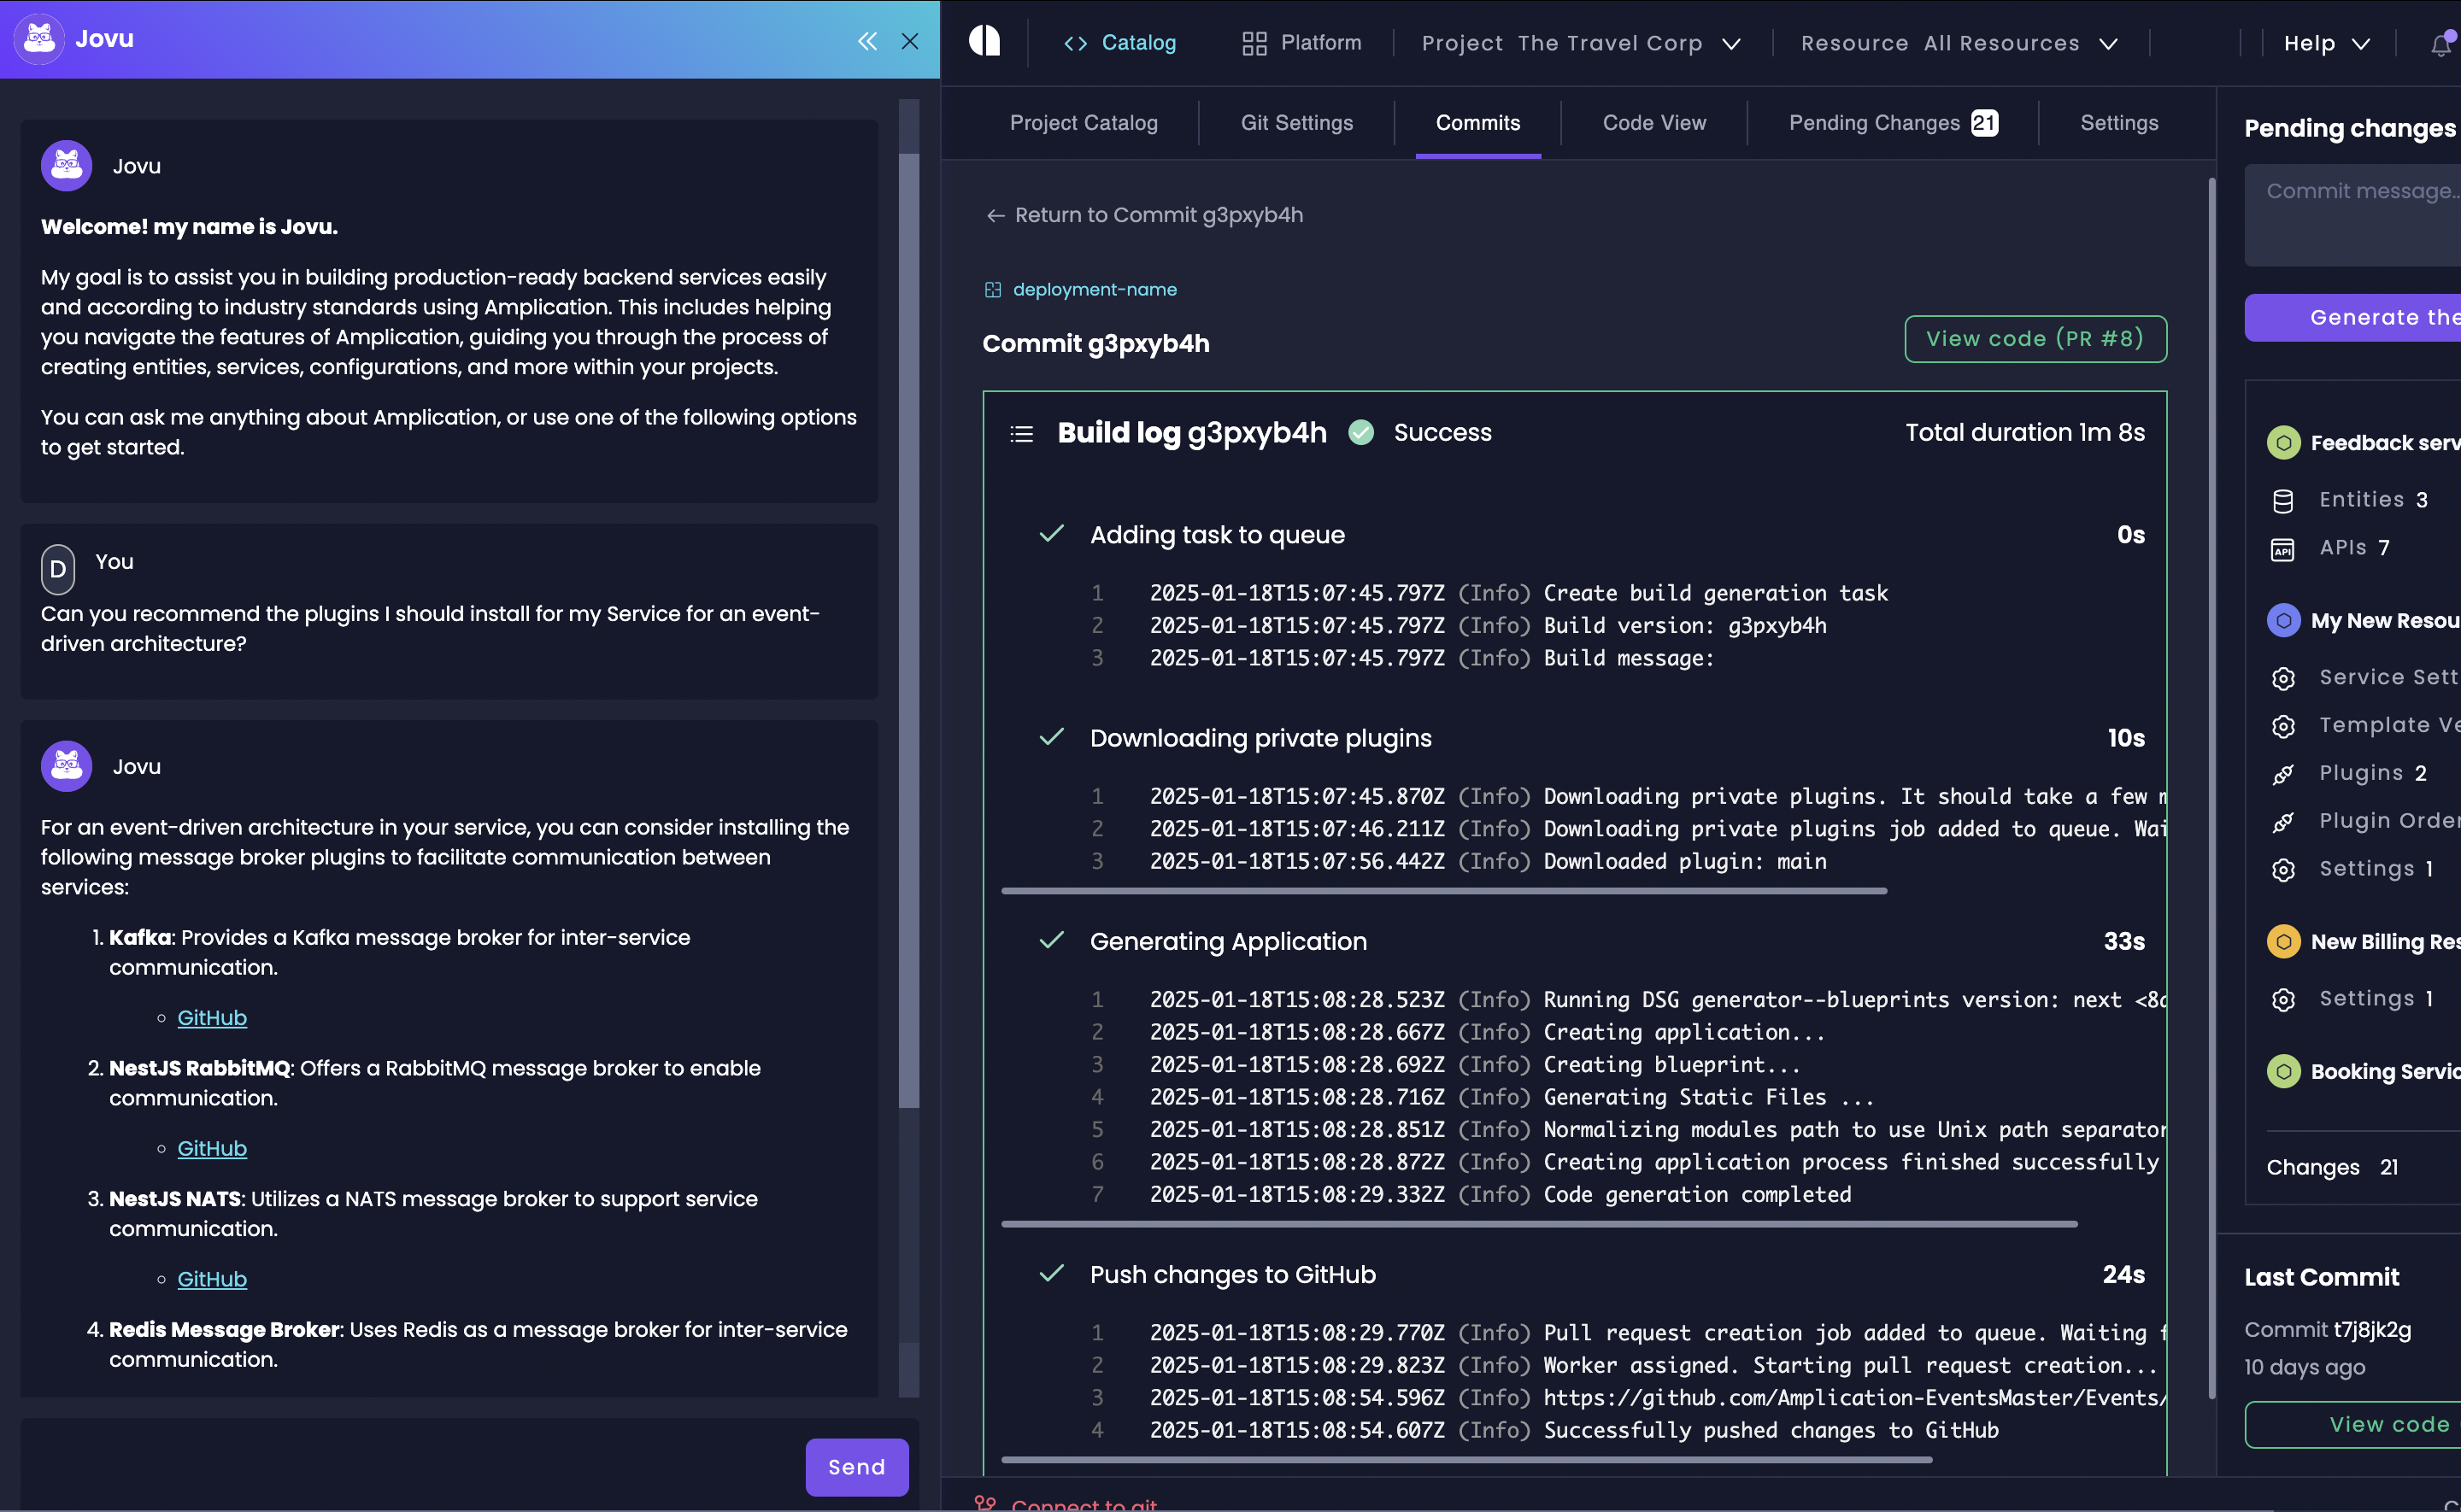 Jovu
Jovu
Welcome! my name is Jovu.
My goal is to assist you in building production-ready backend services easily
and according to industry standards using Amplication. This includes helping
you navigate the features of Amplication, guiding you through the process of
creating entities, services, configurations, and more within your projects.
You can ask me anything about Amplication, or use one of the following options
to get started.
D You
Can you recommend the plugins I should install for my Service for an event-
driven architecture?
Jovu
For an event-driven architecture in your service, you can consider installing the
following message broker plugins to facilitate communication between
services:
1. Kafka: Provides a Kafka message broker for inter-service
communication.
GitHub
2. NestJS RabbitMQ: Offers a RabbitMQ message broker to enable
communication.
GitHub
3. NestJS NATS: Utilizes a NATS message broker to support service
communication.
GitHub
4. Redis Message Broker: Uses Redis as a message broker for inter-service
communication.
Send
Catalog Platform Project The Travel Corp Resource All Resources Help
Project Catalog Git Settings Commits Code View Pending Changes 21 Settings
Return to Commit g3pxyb4h
deployment-name
Commit g3pxyb4h
View code (PR #8)
Build log g3pxyb4h Success Total duration 1m 8s
Adding task to queue 0s
1 2025-01-18T15:07:45.797Z (Info) Create build generation task
2 2025-01-18T15:07:45.797Z (Info) Build version: g3pxyb4h
3 2025-01-18T15:07:45.797Z (Info) Build message:
Downloading private plugins 10s
1 2025-01-18T15:07:45.870Z (Info) Downloading private plugins. It should take a few
2 2025-01-18T15:07:46.211Z (Info) Downloading private plugins job added to queue. Wai
3 2025-01-18T15:07:56.442Z (Info) Downloaded plugin: main
Generating Application 33s
1 2025-01-18T15:08:28.523Z (Info) Running DSG generator--blueprints version: next <8
2 2025-01-18T15:08:28.667Z (Info) Creating application...
3 2025-01-18T15:08:28.692Z (Info) Creating blueprint...
4 2025-01-18T15:08:28.716Z (Info) Generating Static Files ...
5 2025-01-18T15:08:28.851Z (Info) Normalizing modules path to use Unix path separator
6 2025-01-18T15:08:28.872Z (Info) Creating application process finished successfully
7 2025-01-18T15:08:29.332Z (Info) Code generation completed
Push changes to GitHub 24s
1 2025-01-18T15:08:29.770Z (Info) Pull request creation job added to queue. Waiting
2 2025-01-18T15:08:29.823Z (Info) Worker assigned. Starting pull request creation...
3 2025-01-18T15:08:54.596Z (Info) https://github.com/Amplication-EventsMaster/Events/
4 2025-01-18T15:08:54.607Z (Info) Successfully pushed changes to GitHub
Connect to git
Pending changes
Commit message...
Generate the
Feedback serv
Entities 3
API APIs 7
My New Resou
Service Sett
Template Ve
Plugins 2
Plugin Order
Settings 1
New Billing Res
Settings 1
Booking Servic
Changes 21
Last Commit
Commit t7j8jk2g
10 days ago
View code